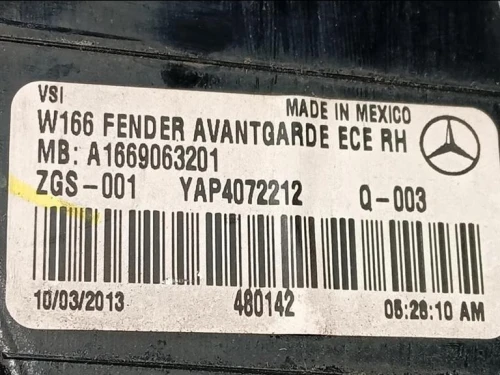 VSI MADE IN MEXICO
W166 FENDER AVANTGARDE ECE RH
MB: A1669063201
ZGS-001 YAP4072212 Q-003
10/03/2013 480142 05:28:10 AM